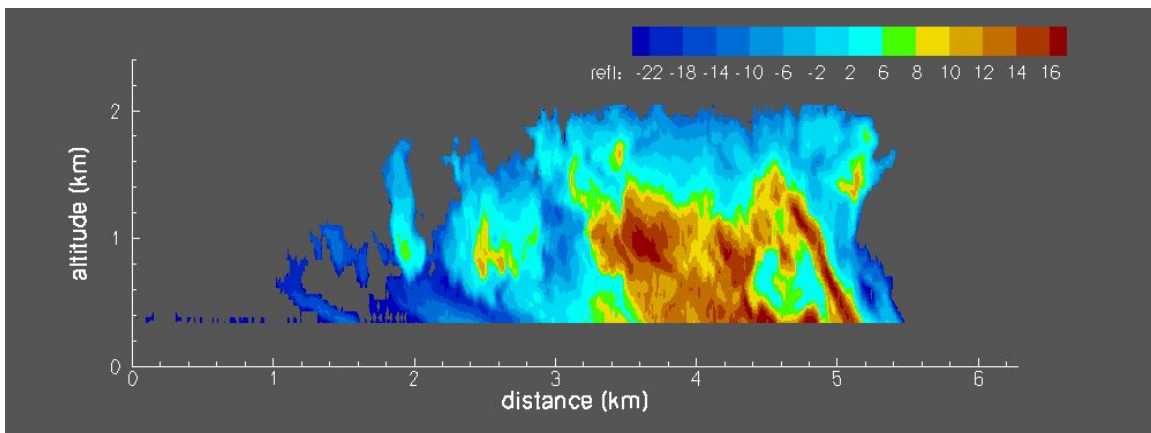 refl: -22 -18 -14 -10 -6 -2 2 6 8 10 12 14 16
2
1
0
altitude (km)
0 1 2 3 4 5 6
distance (km)